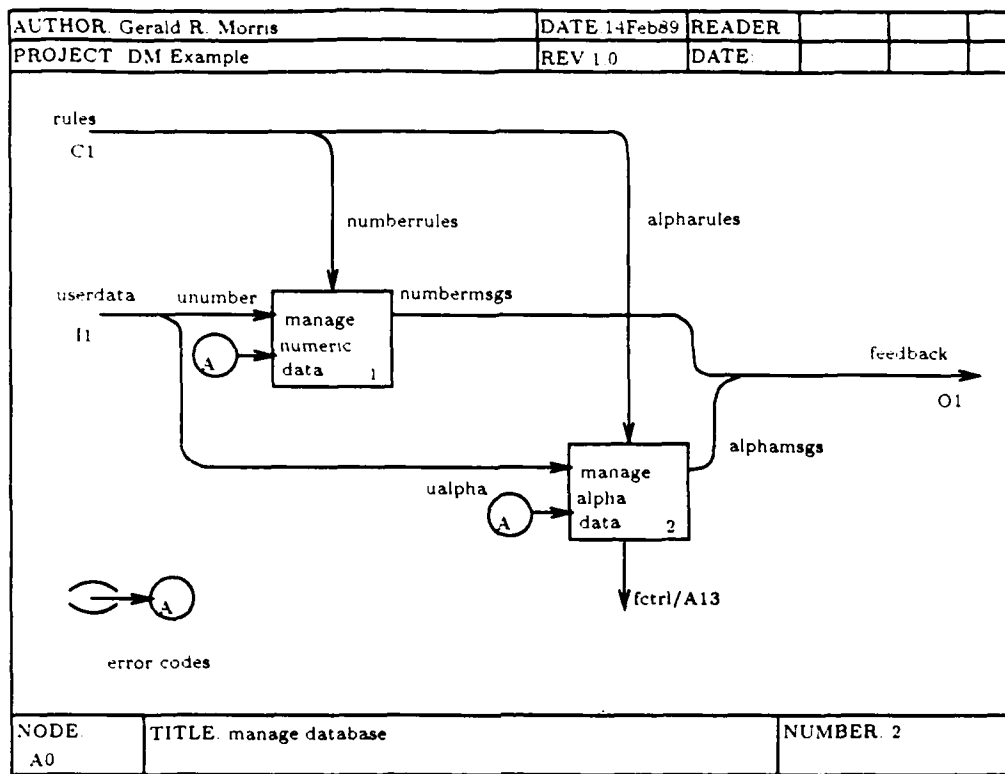 AUTHOR. Gerald R. Morris
DATE 14Feb89
READER
PROJECT DM Example
REV 1.0
DATE:
rules
C1
numberrules
alpharules
userdata
I1
unumber
numbermsgs
manage
numeric
data
1
A
feedback
O1
alphamsgs
manage
alpha
data
2
ualpha
A
fctrl/A13
A
error codes
NODE.
A0
TITLE. manage database
NUMBER. 2